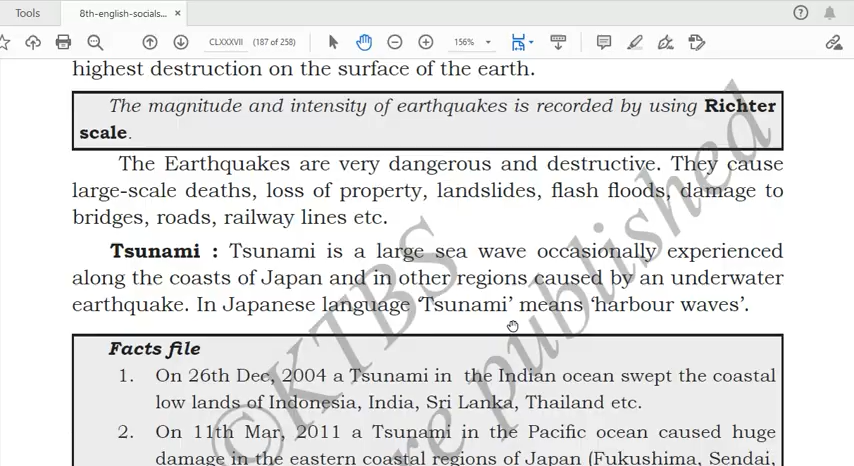 Tools
8th-english-socials... ×
CLXXXVII (187 of 258)
156%
highest destruction on the surface of the earth.
The magnitude and intensity of earthquakes is recorded by using Richter
scale.
The Earthquakes are very dangerous and destructive. They cause
large-scale deaths, loss of property, landslides, flash floods, damage to
bridges, roads, railway lines etc.
Tsunami : Tsunami is a large sea wave occasionally experienced
along the coasts of Japan and in other regions caused by an underwater
earthquake. In Japanese language ‘Tsunami’ means ‘harbour waves’.
Facts file
1. On 26th Dec, 2004 a Tsunami in the Indian ocean swept the coastal
low lands of Indonesia, India, Sri Lanka, Thailand etc.
2. On 11th Mar, 2011 a Tsunami in the Pacific ocean caused huge
damage in the eastern coastal regions of Japan (Fukushima, Sendai,
©KTBS
re published